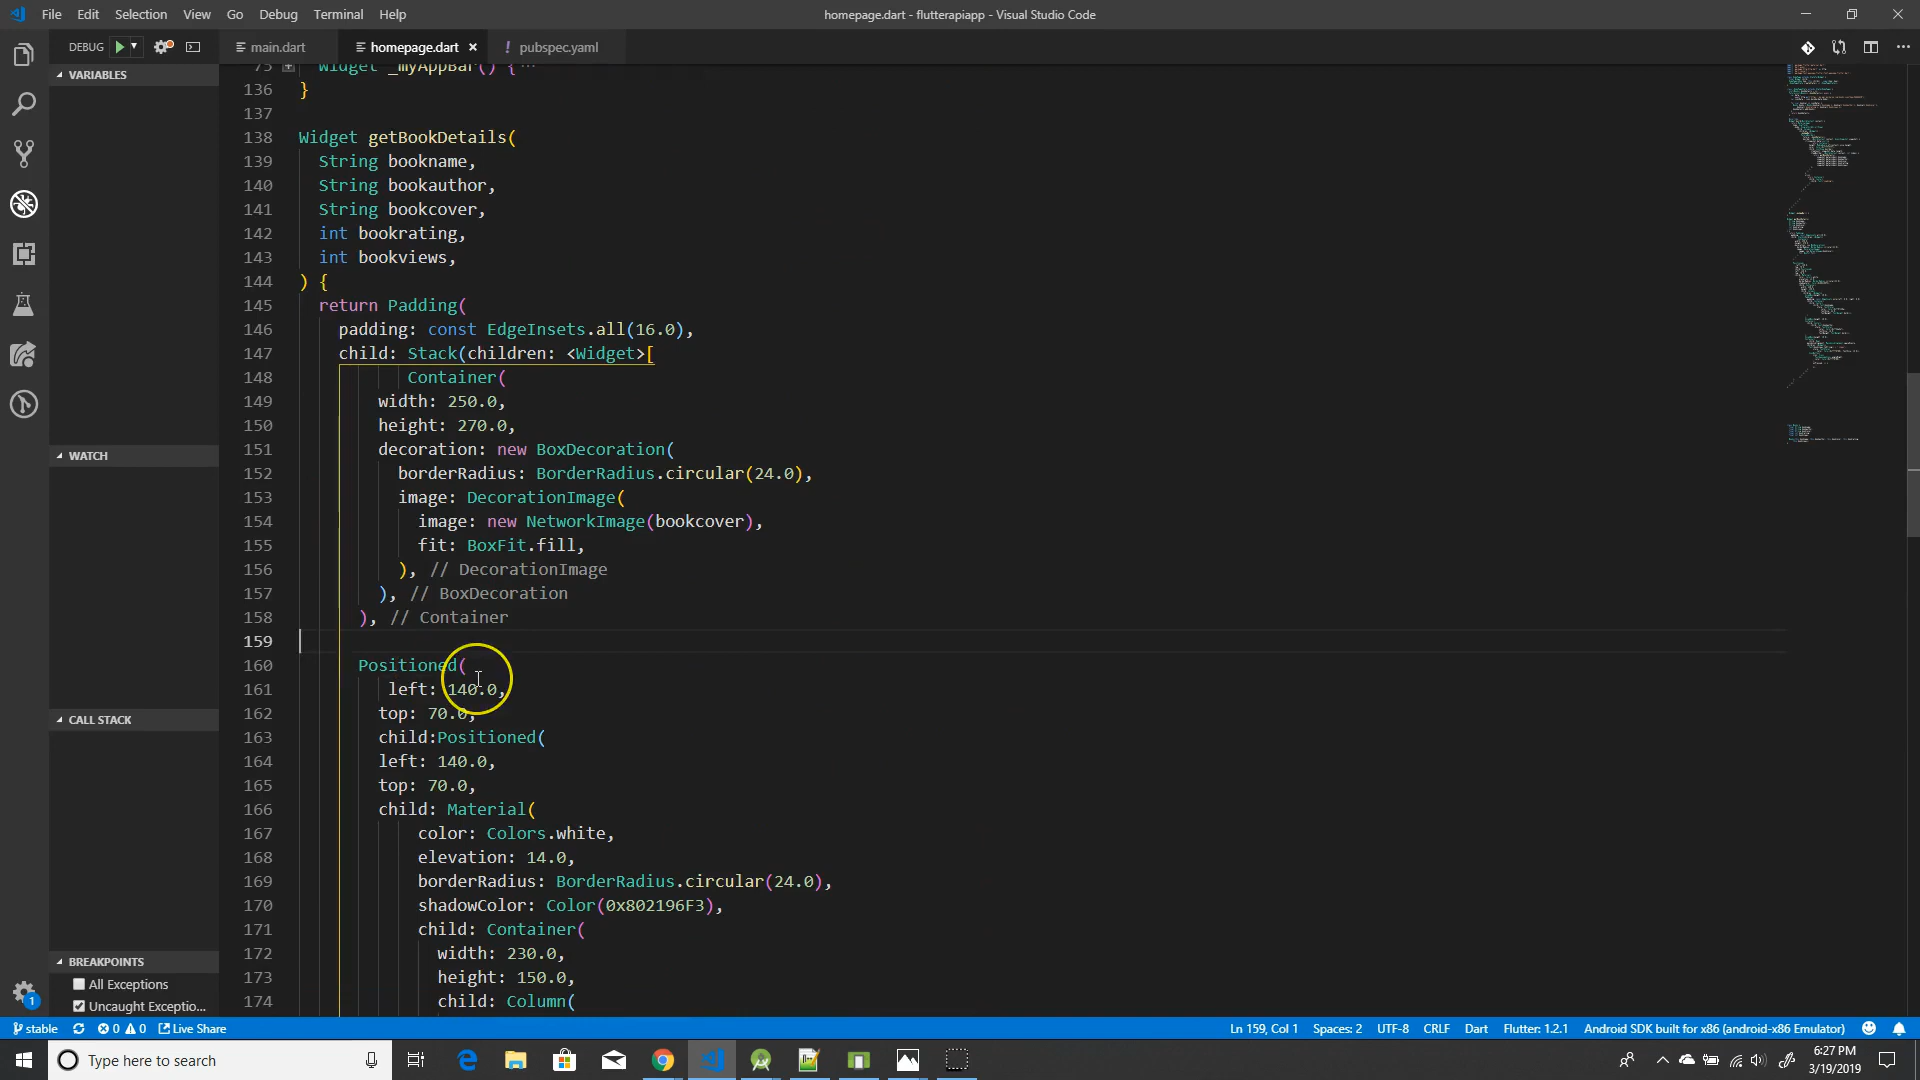 File Edit Selection View Go Debug Terminal Help
homepage.dart - flutterapiapp - Visual Studio Code
DEBUG
main.dart
homepage.dart
! pubspec.yaml
VARIABLES
WATCH
CALL STACK
BREAKPOINTS
All Exceptions
Uncaught Exceptio...
75 Widget _myAppBar() {...
136 }
137
138 Widget getBookDetails(
139 String bookname,
140 String bookauthor,
141 String bookcover,
142 int bookrating,
143 int bookviews,
144 ) {
145 return Padding(
146 padding: const EdgeInsets.all(16.0),
147 child: Stack(children: <Widget>[
148 Container(
149 width: 250.0,
150 height: 270.0,
151 decoration: new BoxDecoration(
152 borderRadius: BorderRadius.circular(24.0),
153 image: DecorationImage(
154 image: new NetworkImage(bookcover),
155 fit: BoxFit.fill,
156 ), // DecorationImage
157 ), // BoxDecoration
158 ), // Container
159
160 Positioned(
161 left: 140.0,
162 top: 70.0,
163 child:Positioned(
164 left: 140.0,
165 top: 70.0,
166 child: Material(
167 color: Colors.white,
168 elevation: 14.0,
169 borderRadius: BorderRadius.circular(24.0),
170 shadowColor: Color(0x802196F3),
171 child: Container(
172 width: 230.0,
173 height: 150.0,
174 child: Column(
1
stable 0 0 Live Share
Ln 159, Col 1 Spaces: 2 UTF-8 CRLF Dart Flutter: 1.2.1 Android SDK built for x86 (android-x86 Emulator)
Type here to search
6:27 PM
3/19/2019